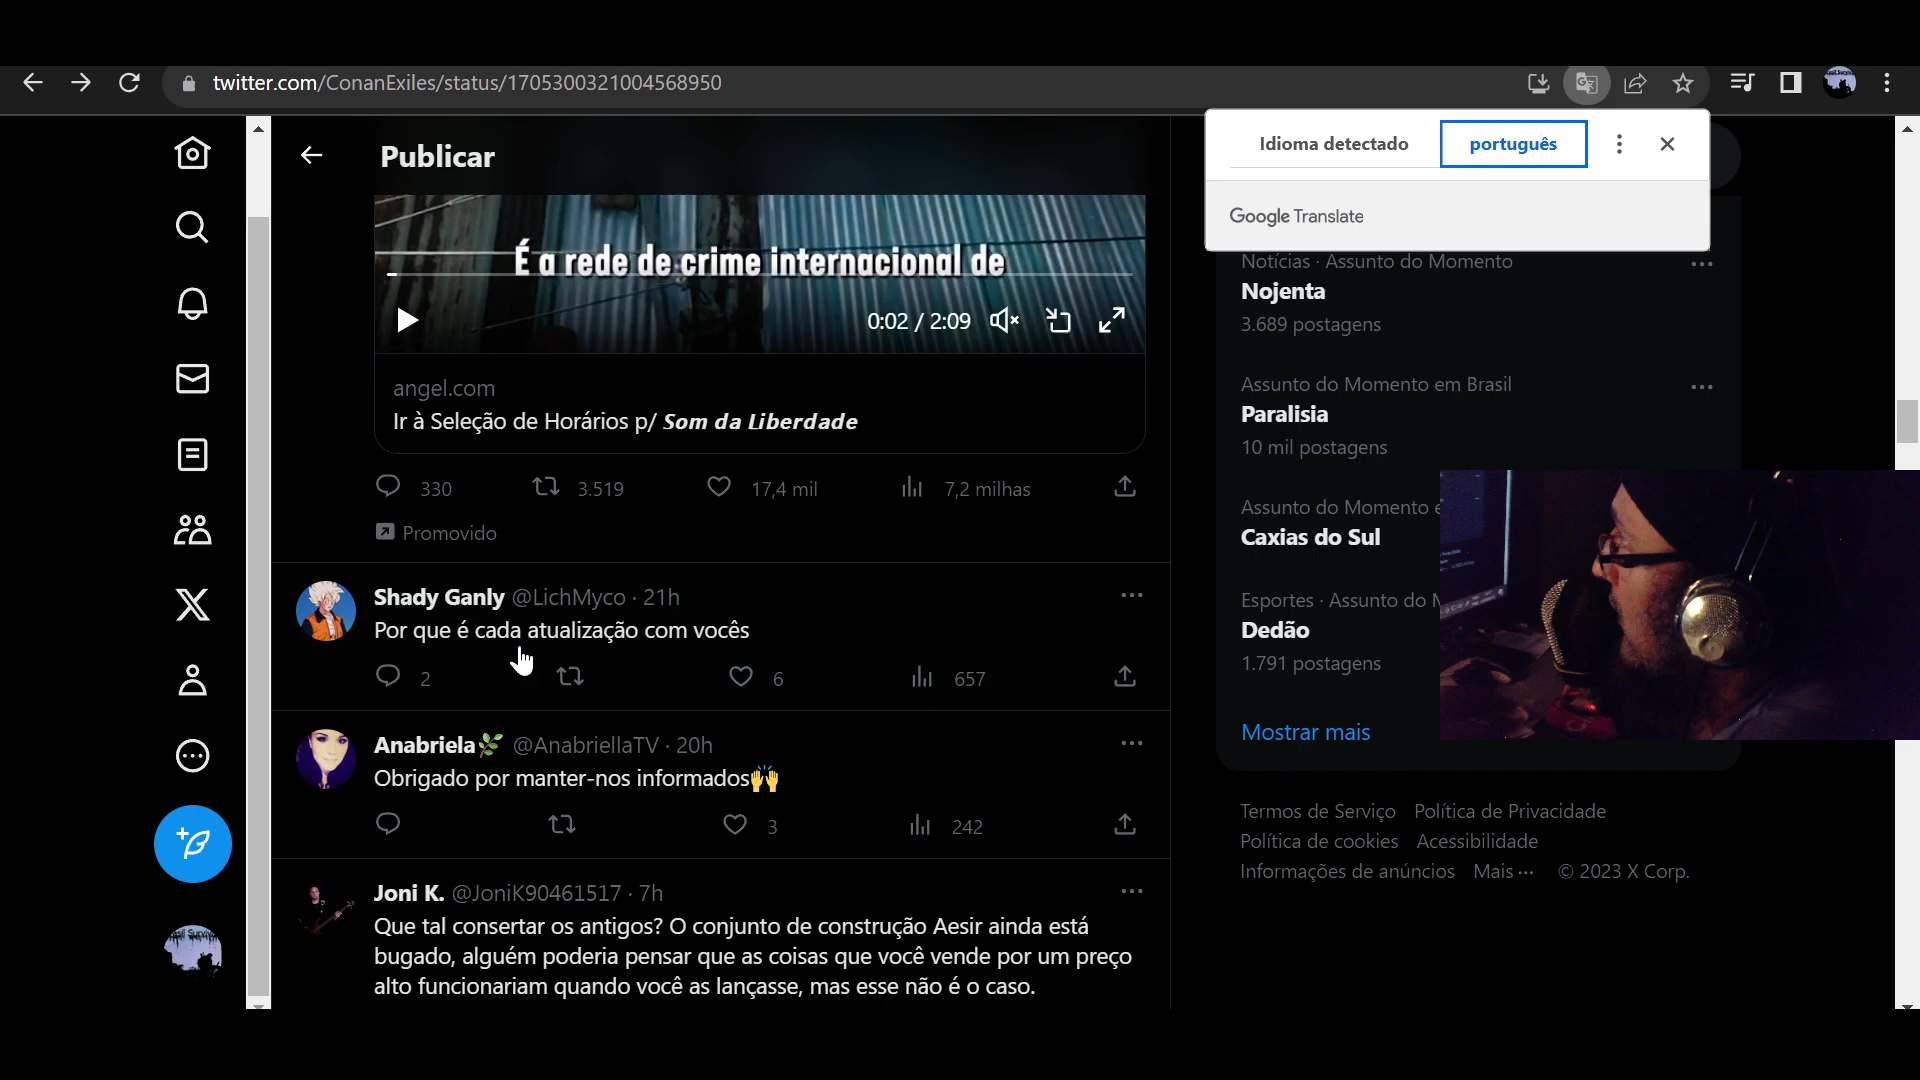 twitter.com/ConanExiles/status/1705300321004568950
Idioma detectado
português
Google Translate
Publicar
É a rede de crime internacional de
0:02 / 2:09
angel.com
Ir à Seleção de Horários p/ Som da Liberdade
330
3.519
17,4 mil
7,2 milhas
Promovido
Shady Ganly @LichMyco · 21h
Por que é cada atualização com vocês
2
6
657
Anabriela🌿 @AnabriellaTV · 20h
Obrigado por manter-nos informados🙌
3
242
Joni K. @JoniK90461517 · 7h
Que tal consertar os antigos? O conjunto de construção Aesir ainda está
bugado, alguém poderia pensar que as coisas que você vende por um preço
alto funcionariam quando você as lançasse, mas esse não é o caso.
Notícias · Assunto do Momento
Nojenta
3.689 postagens
Assunto do Momento em Brasil
Paralisia
10 mil postagens
Assunto do Momento
Caxias do Sul
Esportes · Assunto do
Dedão
1.791 postagens
Mostrar mais
Termos de Serviço Política de Privacidade
Política de cookies Acessibilidade
Informações de anúncios Mais ··· © 2023 X Corp.